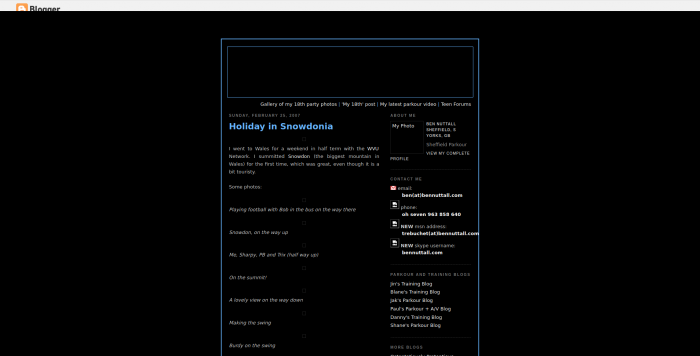 Blogger
Gallery of my 18th party photos | 'My 18th' post | My latest parkour video | Teen Forums
SUNDAY, FEBRUARY 25, 2007
Holiday in Snowdonia
I went to Wales for a weekend in half term with the WVU
Network. I summitted Snowdon (the biggest mountain in
Wales) for the first time, which was great, even though it is a
bit touristy.
Some photos:
Playing football with Bob in the bus on the way there
Snowdon, on the way up
Me, Sharpy, PB and Trix (half way up)
On the summit!
A lovely view on the way down
Making the swing
Burdy on the swing
ABOUT ME
My Photo
BEN NUTTALL
SHEFFIELD, S
YORKS, GB
Sheffield Parkour
VIEW MY COMPLETE
PROFILE
CONTACT ME
email:
ben(at)bennuttall.com
phone:
oh seven 963 858 640
NEW msn address:
trebuchet(at)bennuttall.com
NEW skype username:
bennuttall.com
PARKOUR AND TRAINING BLOGS
Jin's Training Blog
Blane's Training Blog
Jak's Parkour Blog
Paul's Parkour + A/V Blog
Danny's Training Blog
Shane's Parkour Blog
MORE BLOGS